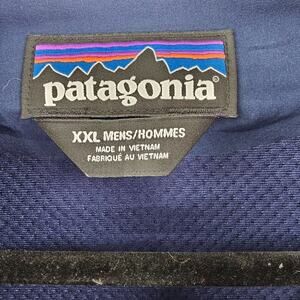 patagonia®
XXL MENS/HOMMES
MADE IN VIETNAM
FABRIQUÉ AU VIETNAM